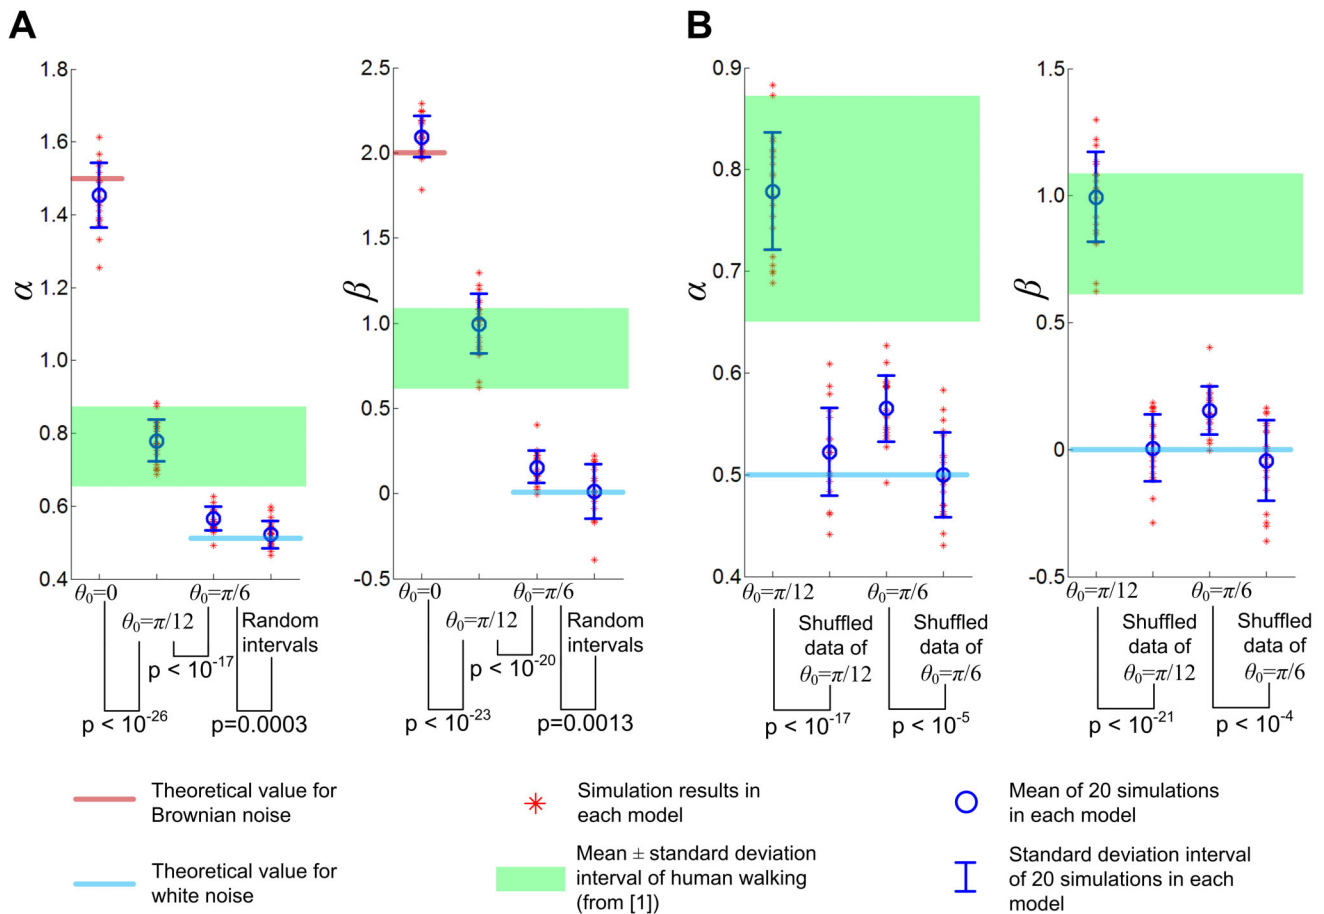 A
B
1.8
1.6
1.4
1.2
1.0
0.8
0.6
0.4
α
θ₀=0
θ₀=π/12
θ₀=π/6
Random
intervals
p < 10⁻¹⁷
p < 10⁻²⁶
p=0.0003
2.5
2.0
1.5
1.0
0.5
0
-0.5
β
θ₀=0
θ₀=π/12
θ₀=π/6
Random
intervals
p < 10⁻²⁰
p < 10⁻²³
p=0.0013
0.9
0.8
0.7
0.6
0.5
0.4
α
θ₀=π/12
θ₀=π/6
Shuffled
data of
θ₀=π/12
Shuffled
data of
θ₀=π/6
p < 10⁻¹⁷
p < 10⁻⁵
1.5
1.0
0.5
0
-0.5
β
θ₀=π/12
θ₀=π/6
Shuffled
data of
θ₀=π/12
Shuffled
data of
θ₀=π/6
p < 10⁻²¹
p < 10⁻⁴
Theoretical value for
Brownian noise
Theoretical value for
white noise
Simulation results in
each model
Mean ± standard deviation
interval of human walking
(from [1])
Mean of 20 simulations
in each model
Standard deviation interval
of 20 simulations in each
model